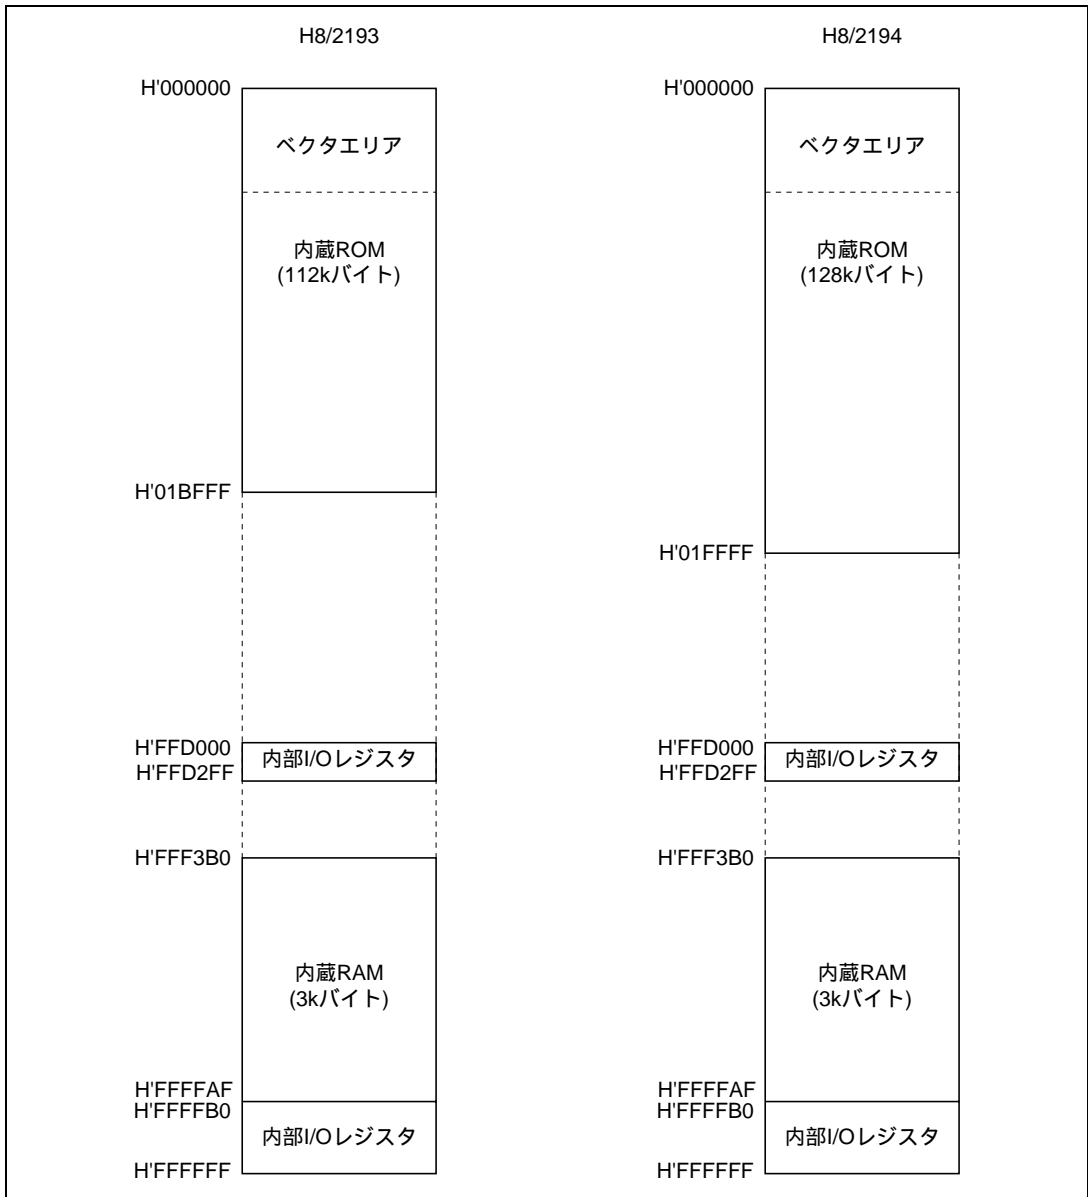 H8/2193
H'000000
ベクタエリア
内蔵ROM
(112kバイト)
H'01BFFF
H'FFD000
内部I/Oレジスタ
H'FFD2FF
H'FFF3B0
内蔵RAM
(3kバイト)
H'FFFFAF
H'FFFFB0
内部I/Oレジスタ
H'FFFFFF
H8/2194
H'000000
ベクタエリア
内蔵ROM
(128kバイト)
H'01FFFF
H'FFD000
内部I/Oレジスタ
H'FFD2FF
H'FFF3B0
内蔵RAM
(3kバイト)
H'FFFFAF
H'FFFFB0
内部I/Oレジスタ
H'FFFFFF